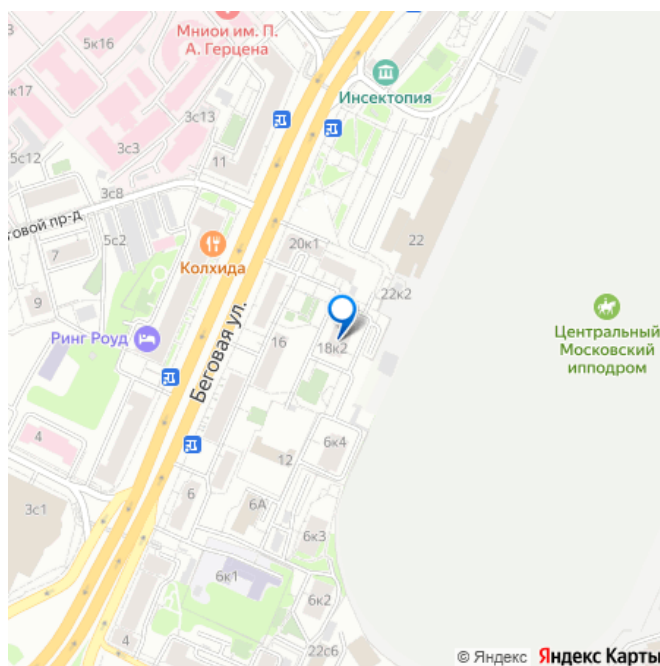 Мниои им. П.
А. Герцена
5к16
к17
3с13
Инсектопия
3с3
5с12
11
3с8
говой пр-д
5с2
7
20к1
22
Колхида
9
22к2
Центральный
Московский
ипподром
Ринг Роуд
Беговая ул.
16
18к2
4
6к4
12
3с1
6
6А
6к3
6к1
6к2
4
22с6
© Яндекс Яндекс Карты